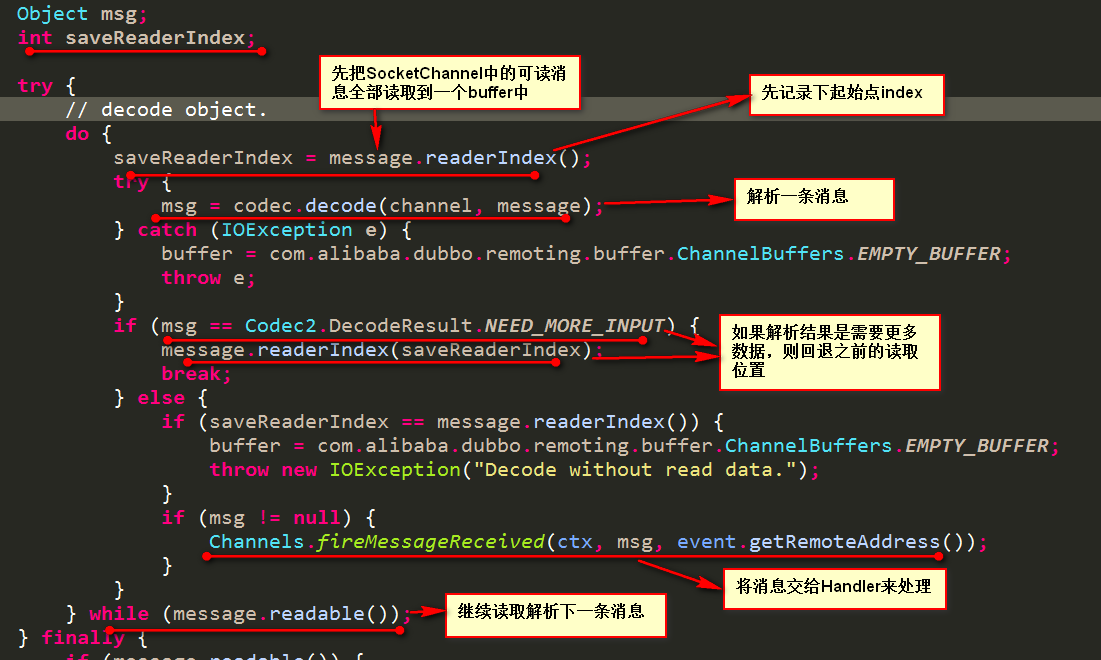 Object msg;
int saveReaderIndex;
先把SocketChannel中的可读消
息全部读取到一个buffer中
先记录下起始点index
try {
// decode object.
do {
saveReaderIndex = message.readerIndex();
try {
msg = codec.decode(channel, message);
解析一条消息
} catch (IOException e) {
buffer = com.alibaba.dubbo.remoting.buffer.ChannelBuffers.EMPTY_BUFFER;
throw e;
}
if (msg == Codec2.DecodeResult.NEED_MORE_INPUT) {
message.readerIndex(saveReaderIndex);
break;
如果解析结果是需要更多
数据，则回退之前的读取
位置
} else {
if (saveReaderIndex == message.readerIndex()) {
buffer = com.alibaba.dubbo.remoting.buffer.ChannelBuffers.EMPTY_BUFFER;
throw new IOException("Decode without read data.");
}
if (msg != null) {
Channels.fireMessageReceived(ctx, msg, event.getRemoteAddress());
}
将消息交给Handler来处理
}
} while (message.readable());
继续读取解析下一条消息
} finally {
if (message.readable()) {